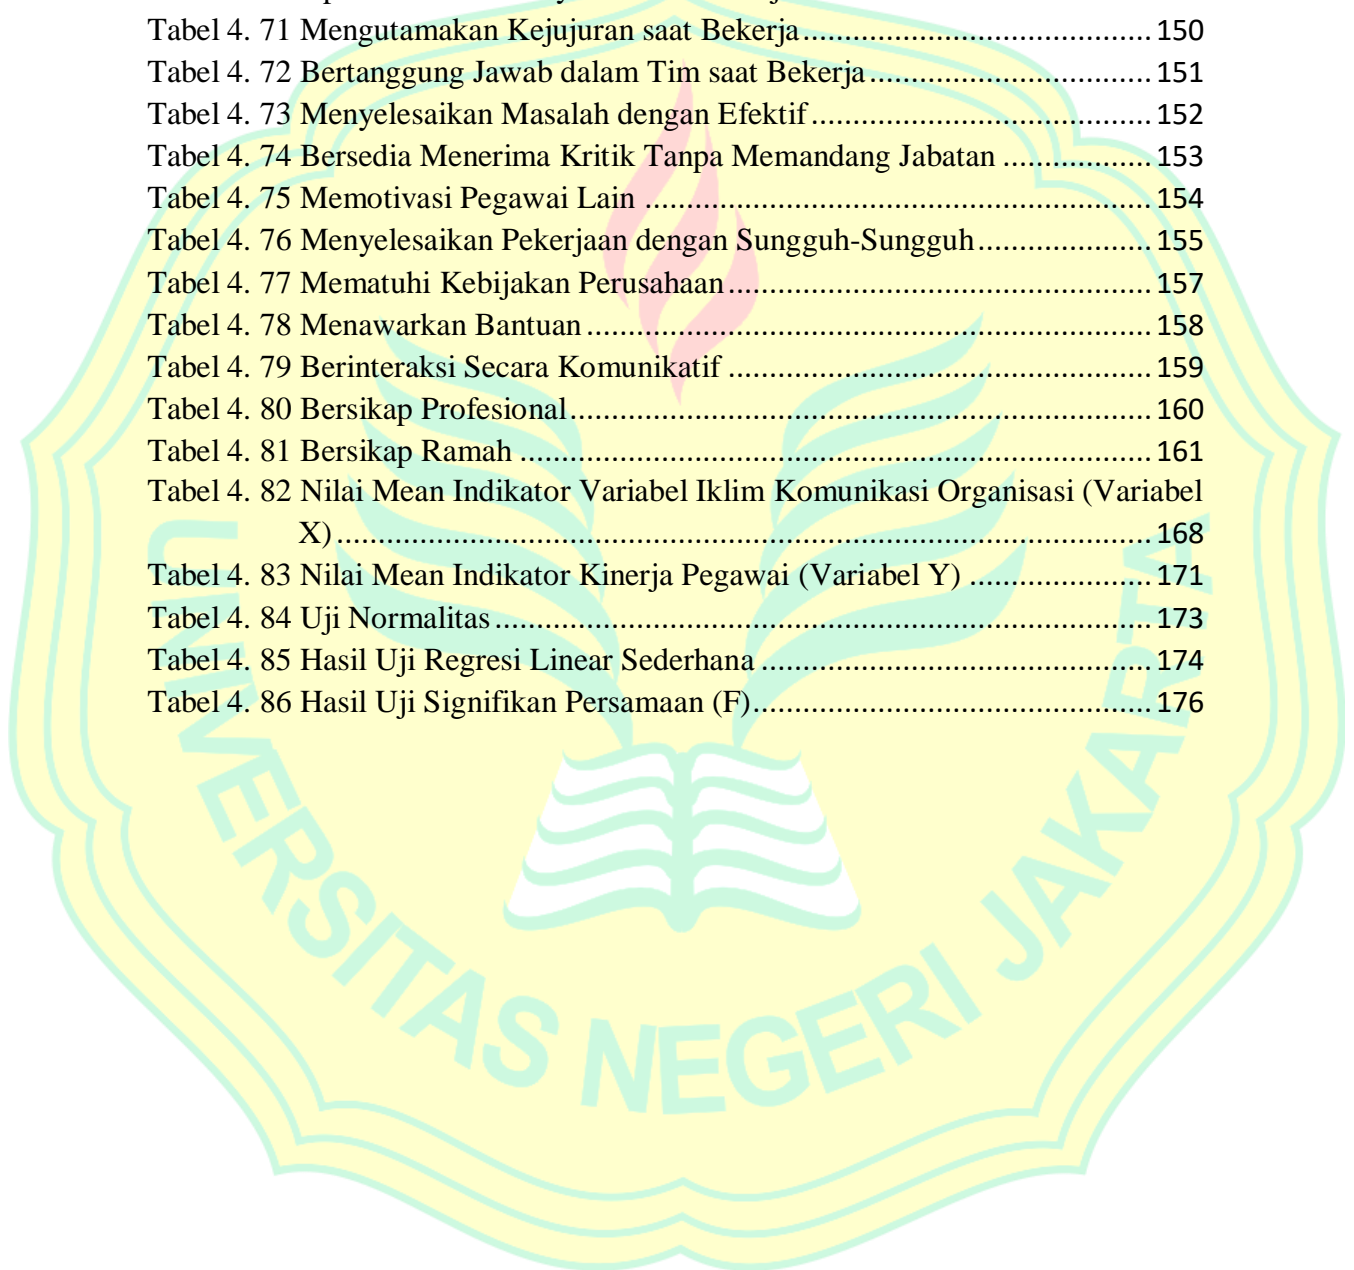 Tabel 4. 71 Mengutamakan Kejujuran saat Bekerja........................................... 150
Tabel 4. 72 Bertanggung Jawab dalam Tim saat Bekerja................................... 151
Tabel 4. 73 Menyelesaikan Masalah dengan Efektif.......................................... 152
Tabel 4. 74 Bersedia Menerima Kritik Tanpa Memandang Jabatan .................. 153
Tabel 4. 75 Memotivasi Pegawai Lain .............................................................. 154
Tabel 4. 76 Menyelesaikan Pekerjaan dengan Sungguh-Sungguh..................... 155
Tabel 4. 77 Mematuhi Kebijakan Perusahaan.................................................... 157
Tabel 4. 78 Menawarkan Bantuan..................................................................... 158
Tabel 4. 79 Berinteraksi Secara Komunikatif .................................................... 159
Tabel 4. 80 Bersikap Profesional....................................................................... 160
Tabel 4. 81 Bersikap Ramah ............................................................................. 161
Tabel 4. 82 Nilai Mean Indikator Variabel Iklim Komunikasi Organisasi (Variabel
X)................................................................................................... 168
Tabel 4. 83 Nilai Mean Indikator Kinerja Pegawai (Variabel Y) ...................... 171
Tabel 4. 84 Uji Normalitas................................................................................ 173
Tabel 4. 85 Hasil Uji Regresi Linear Sederhana ................................................ 174
Tabel 4. 86 Hasil Uji Signifikan Persamaan (F)................................................. 176
UNIVERSITAS NEGERI JAKARTA